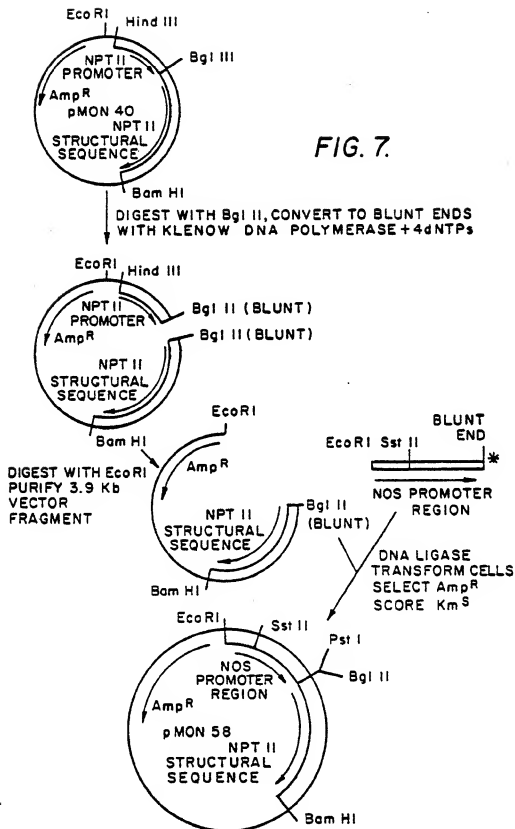 EcoRI
Hind III
NPT II
PROMOTER
Bgl III
AmpR
pMON 40
NPT II
STRUCTURAL
SEQUENCE
Bam HI
FIG. 7.
DIGEST WITH Bgl II, CONVERT TO BLUNT ENDS
WITH KLENOW DNA POLYMERASE + 4dNTPs
EcoRI
Hind III
NPT II
PROMOTER
Bgl II (BLUNT)
Bgl II (BLUNT)
AmpR
NPT II
STRUCTURAL
SEQUENCE
Bam HI
DIGEST WITH EcoRI
PURIFY 3.9 Kb
VECTOR
FRAGMENT
EcoRI
AmpR
NPT II
STRUCTURAL
SEQUENCE
Bgl II
(BLUNT)
Bam HI
BLUNT
END
EcoRI Sst II
*
NOS PROMOTER
REGION
DNA LIGASE
TRANSFORM CELLS
SELECT AmpR
SCORE KmS
EcoRI
Sst II
Pst I
Bgl II
NOS
PROMOTER
REGION
AmpR
pMON 58
NPT II
STRUCTURAL
SEQUENCE
Bam HI